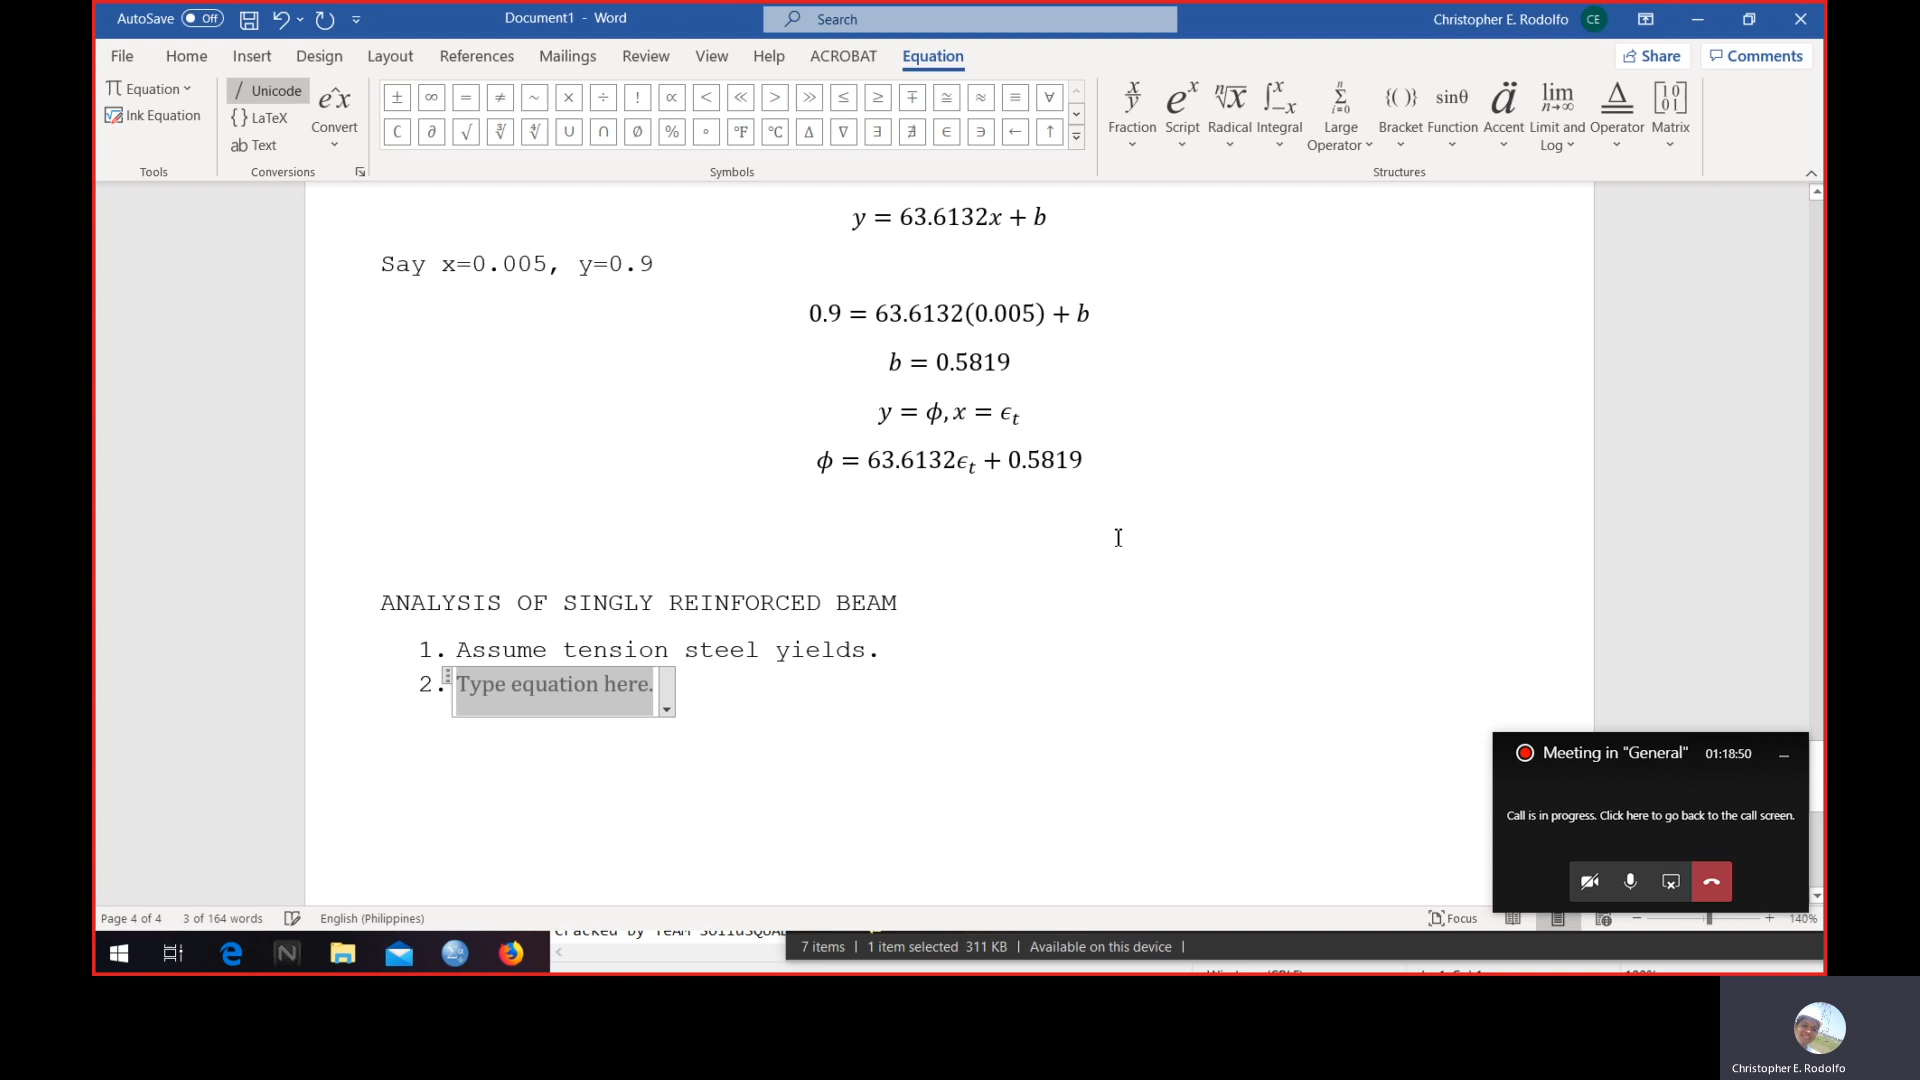 AutoSave Off Document1 - Word Search Christopher E. Rodolfo CE
File Home Insert Design Layout References Mailings Review View Help ACROBAT Equation Share Comments
π Equation
Ink Equation
Tools
/ Unicode
{} LaTeX
ab Text
eˆx
Convert
Conversions
± ∞ = ≠ ~ × ÷ ! ∝ < ≪ > ≫ ≤ ≥ ∓ ≅ ≈ ≡ ∀
∁ ∂ √ ∛ ∜ ∪ ∩ ∅ % ° °F °C ∆ ∇ ∃ ∄ ∈ ∋ ← ↑
Symbols
Fraction Script Radical Integral Large Operator Bracket Function Accent Limit and Log Operator Matrix
Structures
y = 63.6132x + b
Say x=0.005, y=0.9
0.9 = 63.6132(0.005) + b
b = 0.5819
y = ϕ, x = ϵt
ϕ = 63.6132ϵt + 0.5819
ANALYSIS OF SINGLY REINFORCED BEAM
1. Assume tension steel yields.
2. Type equation here.
Meeting in "General" 01:18:50
Call is in progress. Click here to go back to the call screen.
Page 4 of 4 3 of 164 words English (Philippines) Focus 140%
7 items 1 item selected 311 KB Available on this device
Christopher E. Rodolfo